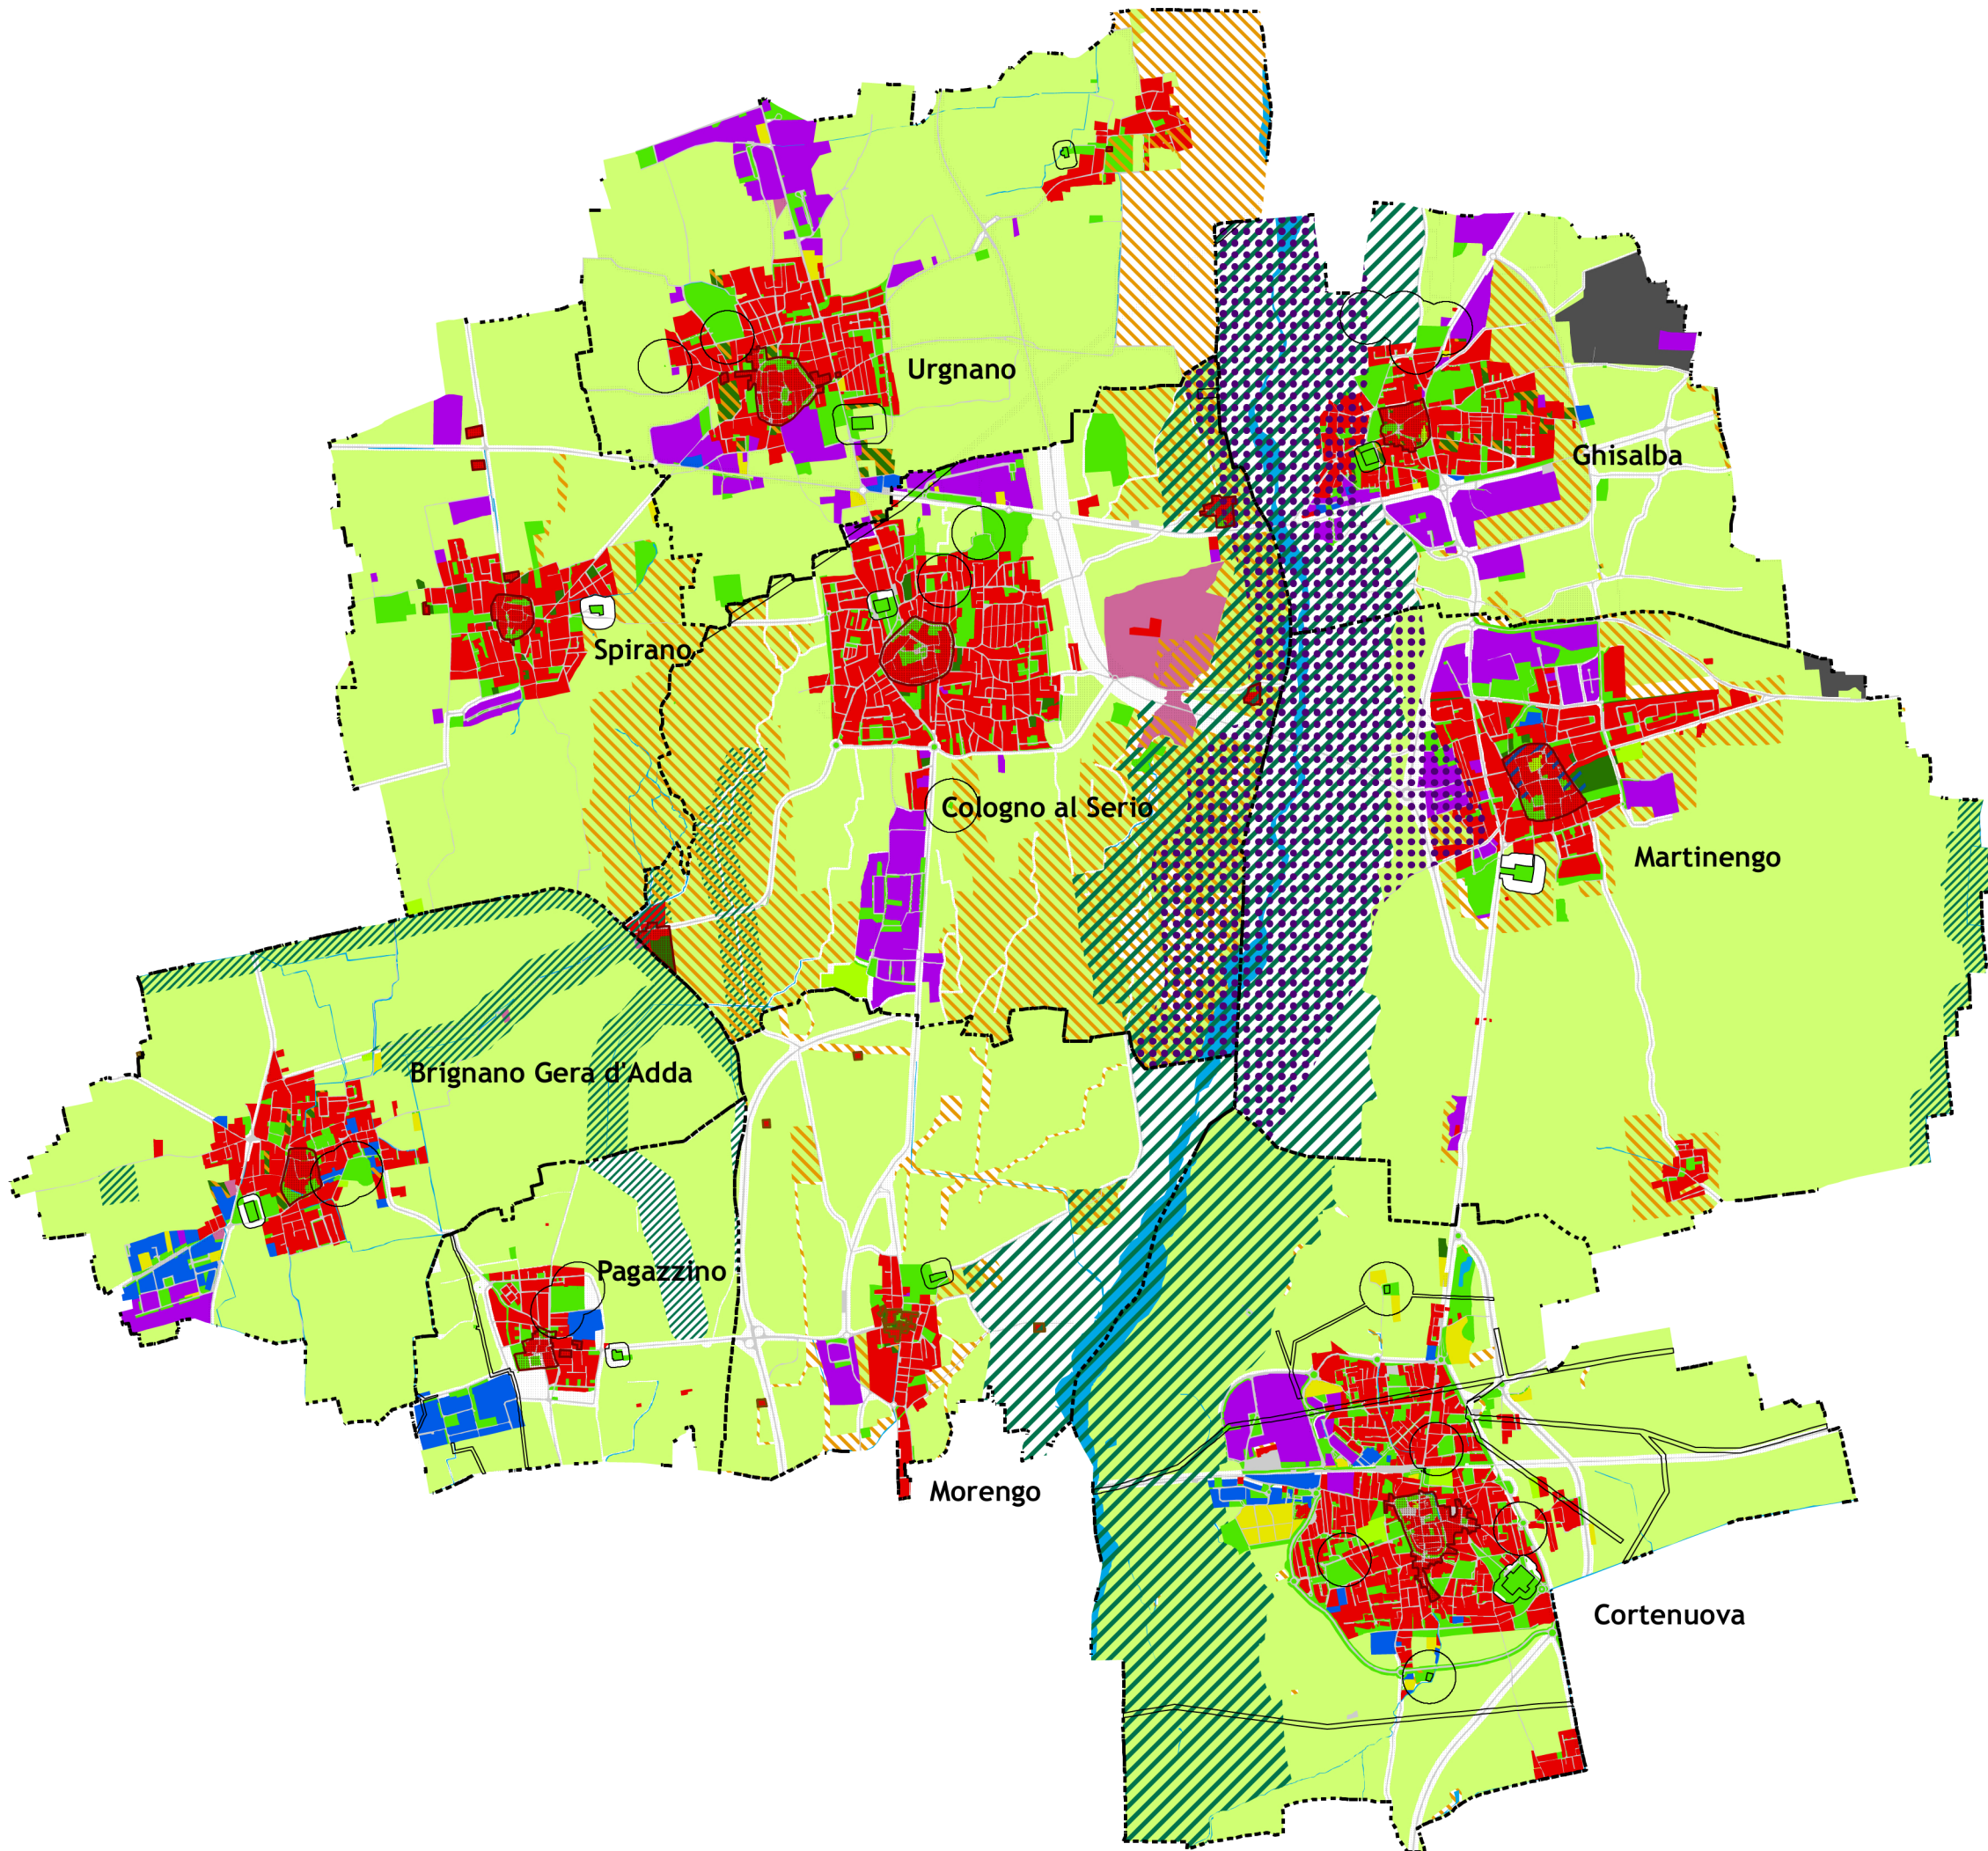 Urgnano
Ghisalba
Spirano
Cologno al Serio
Martinengo
Brignano Gera d'Adda
Pagazzino
Morengo
Cortenuova